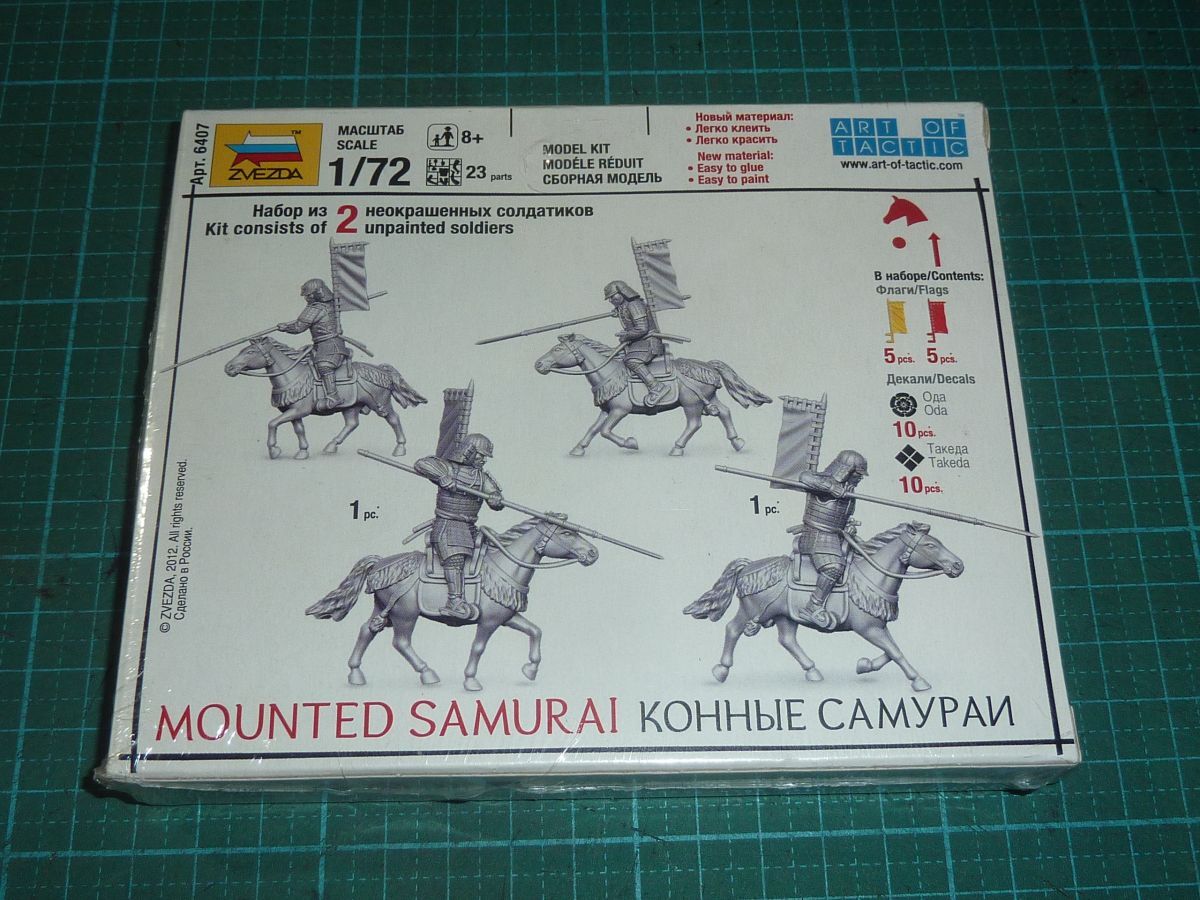 Арт. 6407
ZVEZDA™
МАСШТАБ
SCALE
1/72
8+
23 parts
MODEL KIT
MODÉLE RÉDUIT
СБОРНАЯ МОДЕЛЬ
Новый материал:
• Легко клеить
• Легко красить
New material:
• Easy to glue
• Easy to paint
ART OF
TACTIC
www.art-of-tactic.com
Набор из 2 неокрашенных солдатиков
Kit consists of 2 unpainted soldiers
В наборе/Contents:
Флаги/Flags
5 pcs. 5 pcs.
Декали/Decals
Ода
Oda
10 pcs.
Такеда
Takeda
10 pcs.
1 pc.
1 pc.
© ZVEZDA, 2012. All rights reserved.
Сделано в России.
MOUNTED SAMURAI КОННЫЕ САМУРАИ